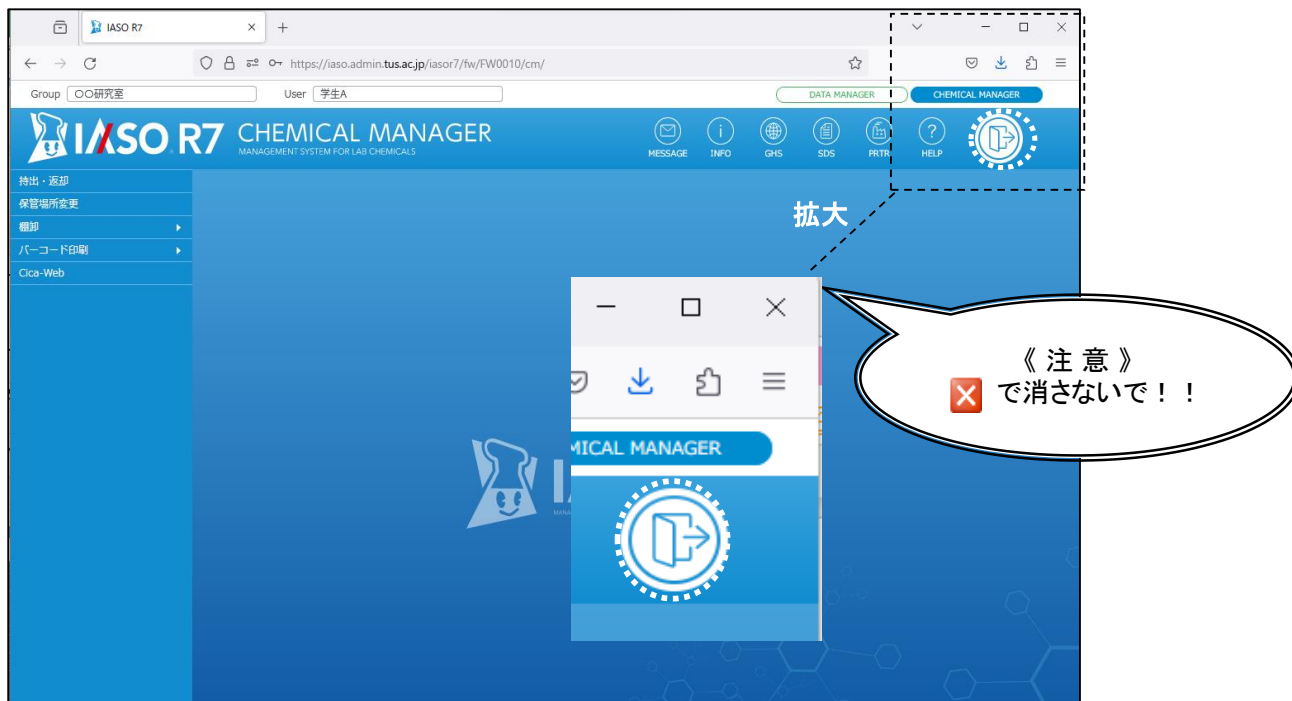 IASO R7
https://iaso.admin.tus.ac.jp/iasor7/fw/FW0010/cm/
Group 〇〇研究室 User 学生A DATA MANAGER CHEMICAL MANAGER
IASO R7 CHEMICAL MANAGER
MANAGEMENT SYSTEM FOR LAB CHEMICALS
MESSAGE INFO GHS SDS PRTR HELP
持出・返却
保管場所変更
棚卸
バーコード印刷
Cica-Web
拡大
MICAL MANAGER
《 注 意 》
で消さないで！！